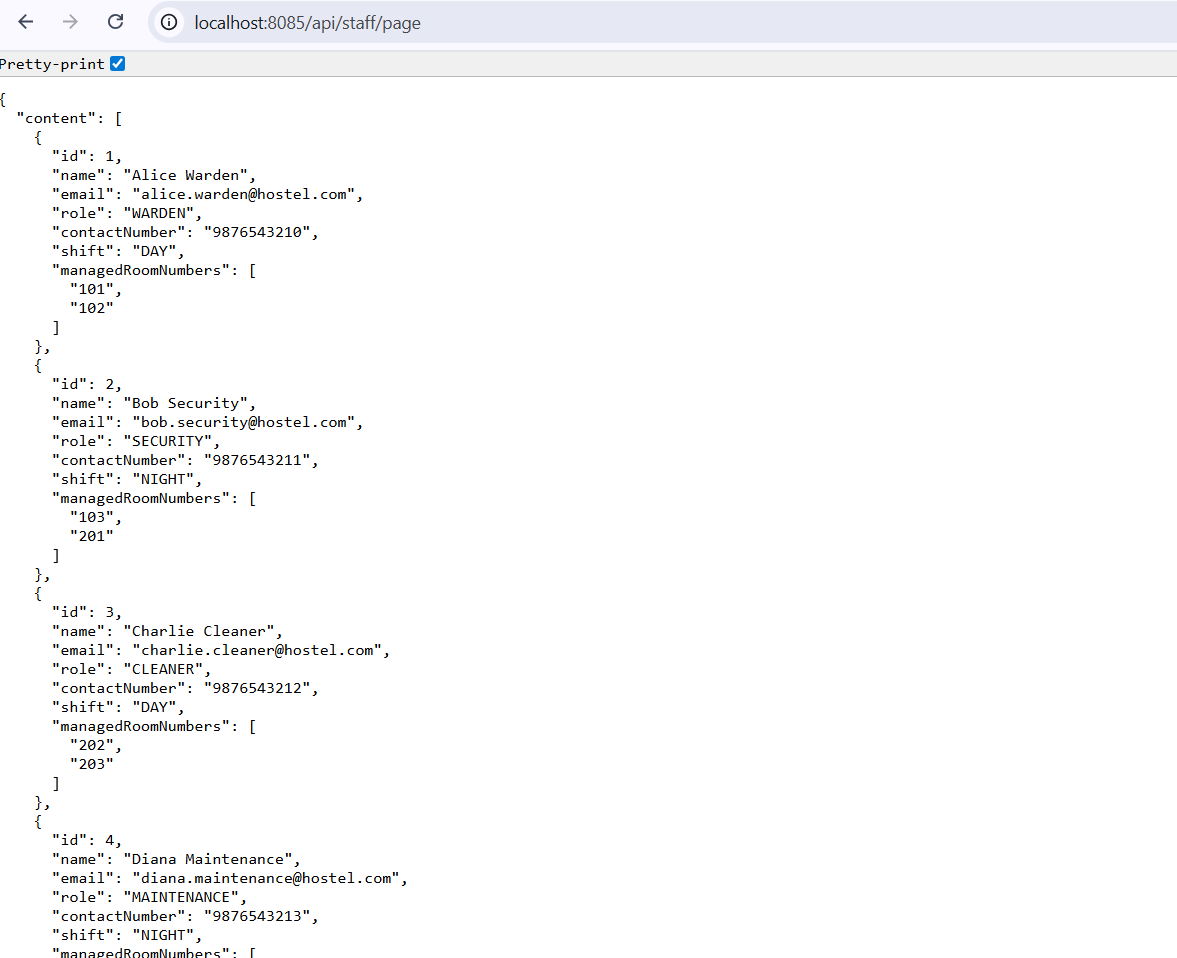 localhost:8085/api/staff/page
Pretty-print
{
  "content": [
    {
      "id": 1,
      "name": "Alice Warden",
      "email": "alice.warden@hostel.com",
      "role": "WARDEN",
      "contactNumber": "9876543210",
      "shift": "DAY",
      "managedRoomNumbers": [
        "101",
        "102"
      ]
    },
    {
      "id": 2,
      "name": "Bob Security",
      "email": "bob.security@hostel.com",
      "role": "SECURITY",
      "contactNumber": "9876543211",
      "shift": "NIGHT",
      "managedRoomNumbers": [
        "103",
        "201"
      ]
    },
    {
      "id": 3,
      "name": "Charlie Cleaner",
      "email": "charlie.cleaner@hostel.com",
      "role": "CLEANER",
      "contactNumber": "9876543212",
      "shift": "DAY",
      "managedRoomNumbers": [
        "202",
        "203"
      ]
    },
    {
      "id": 4,
      "name": "Diana Maintenance",
      "email": "diana.maintenance@hostel.com",
      "role": "MAINTENANCE",
      "contactNumber": "9876543213",
      "shift": "NIGHT",
      "managedRoomNumbers": [